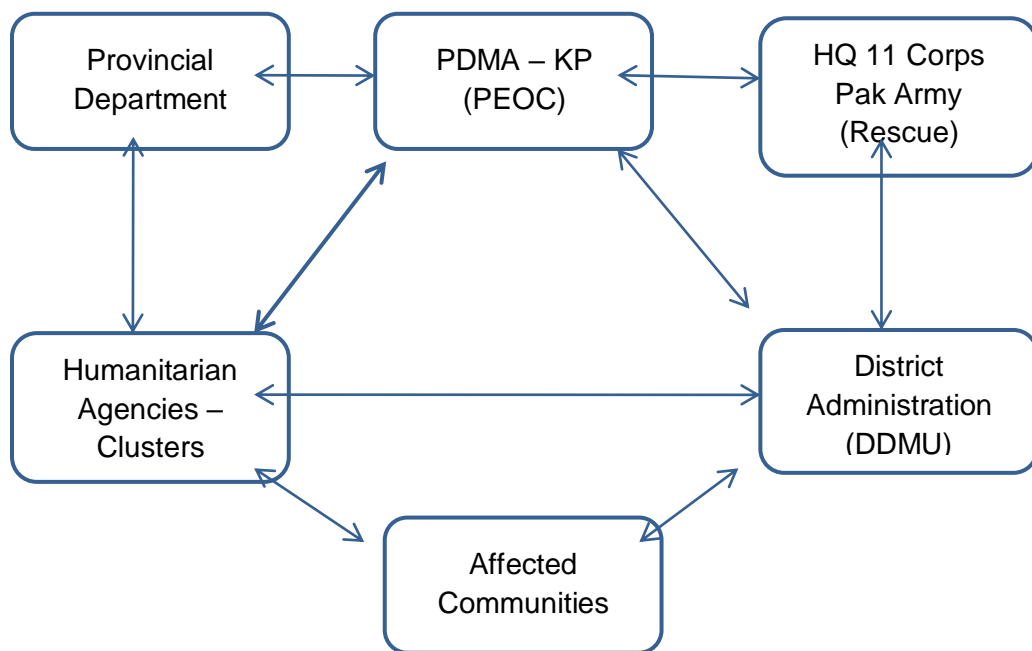 Provincial
Department
PDMA – KP
(PEOC)
HQ 11 Corps
Pak Army
(Rescue)
Humanitarian
Agencies –
Clusters
District
Administration
(DDMU)
Affected
Communities